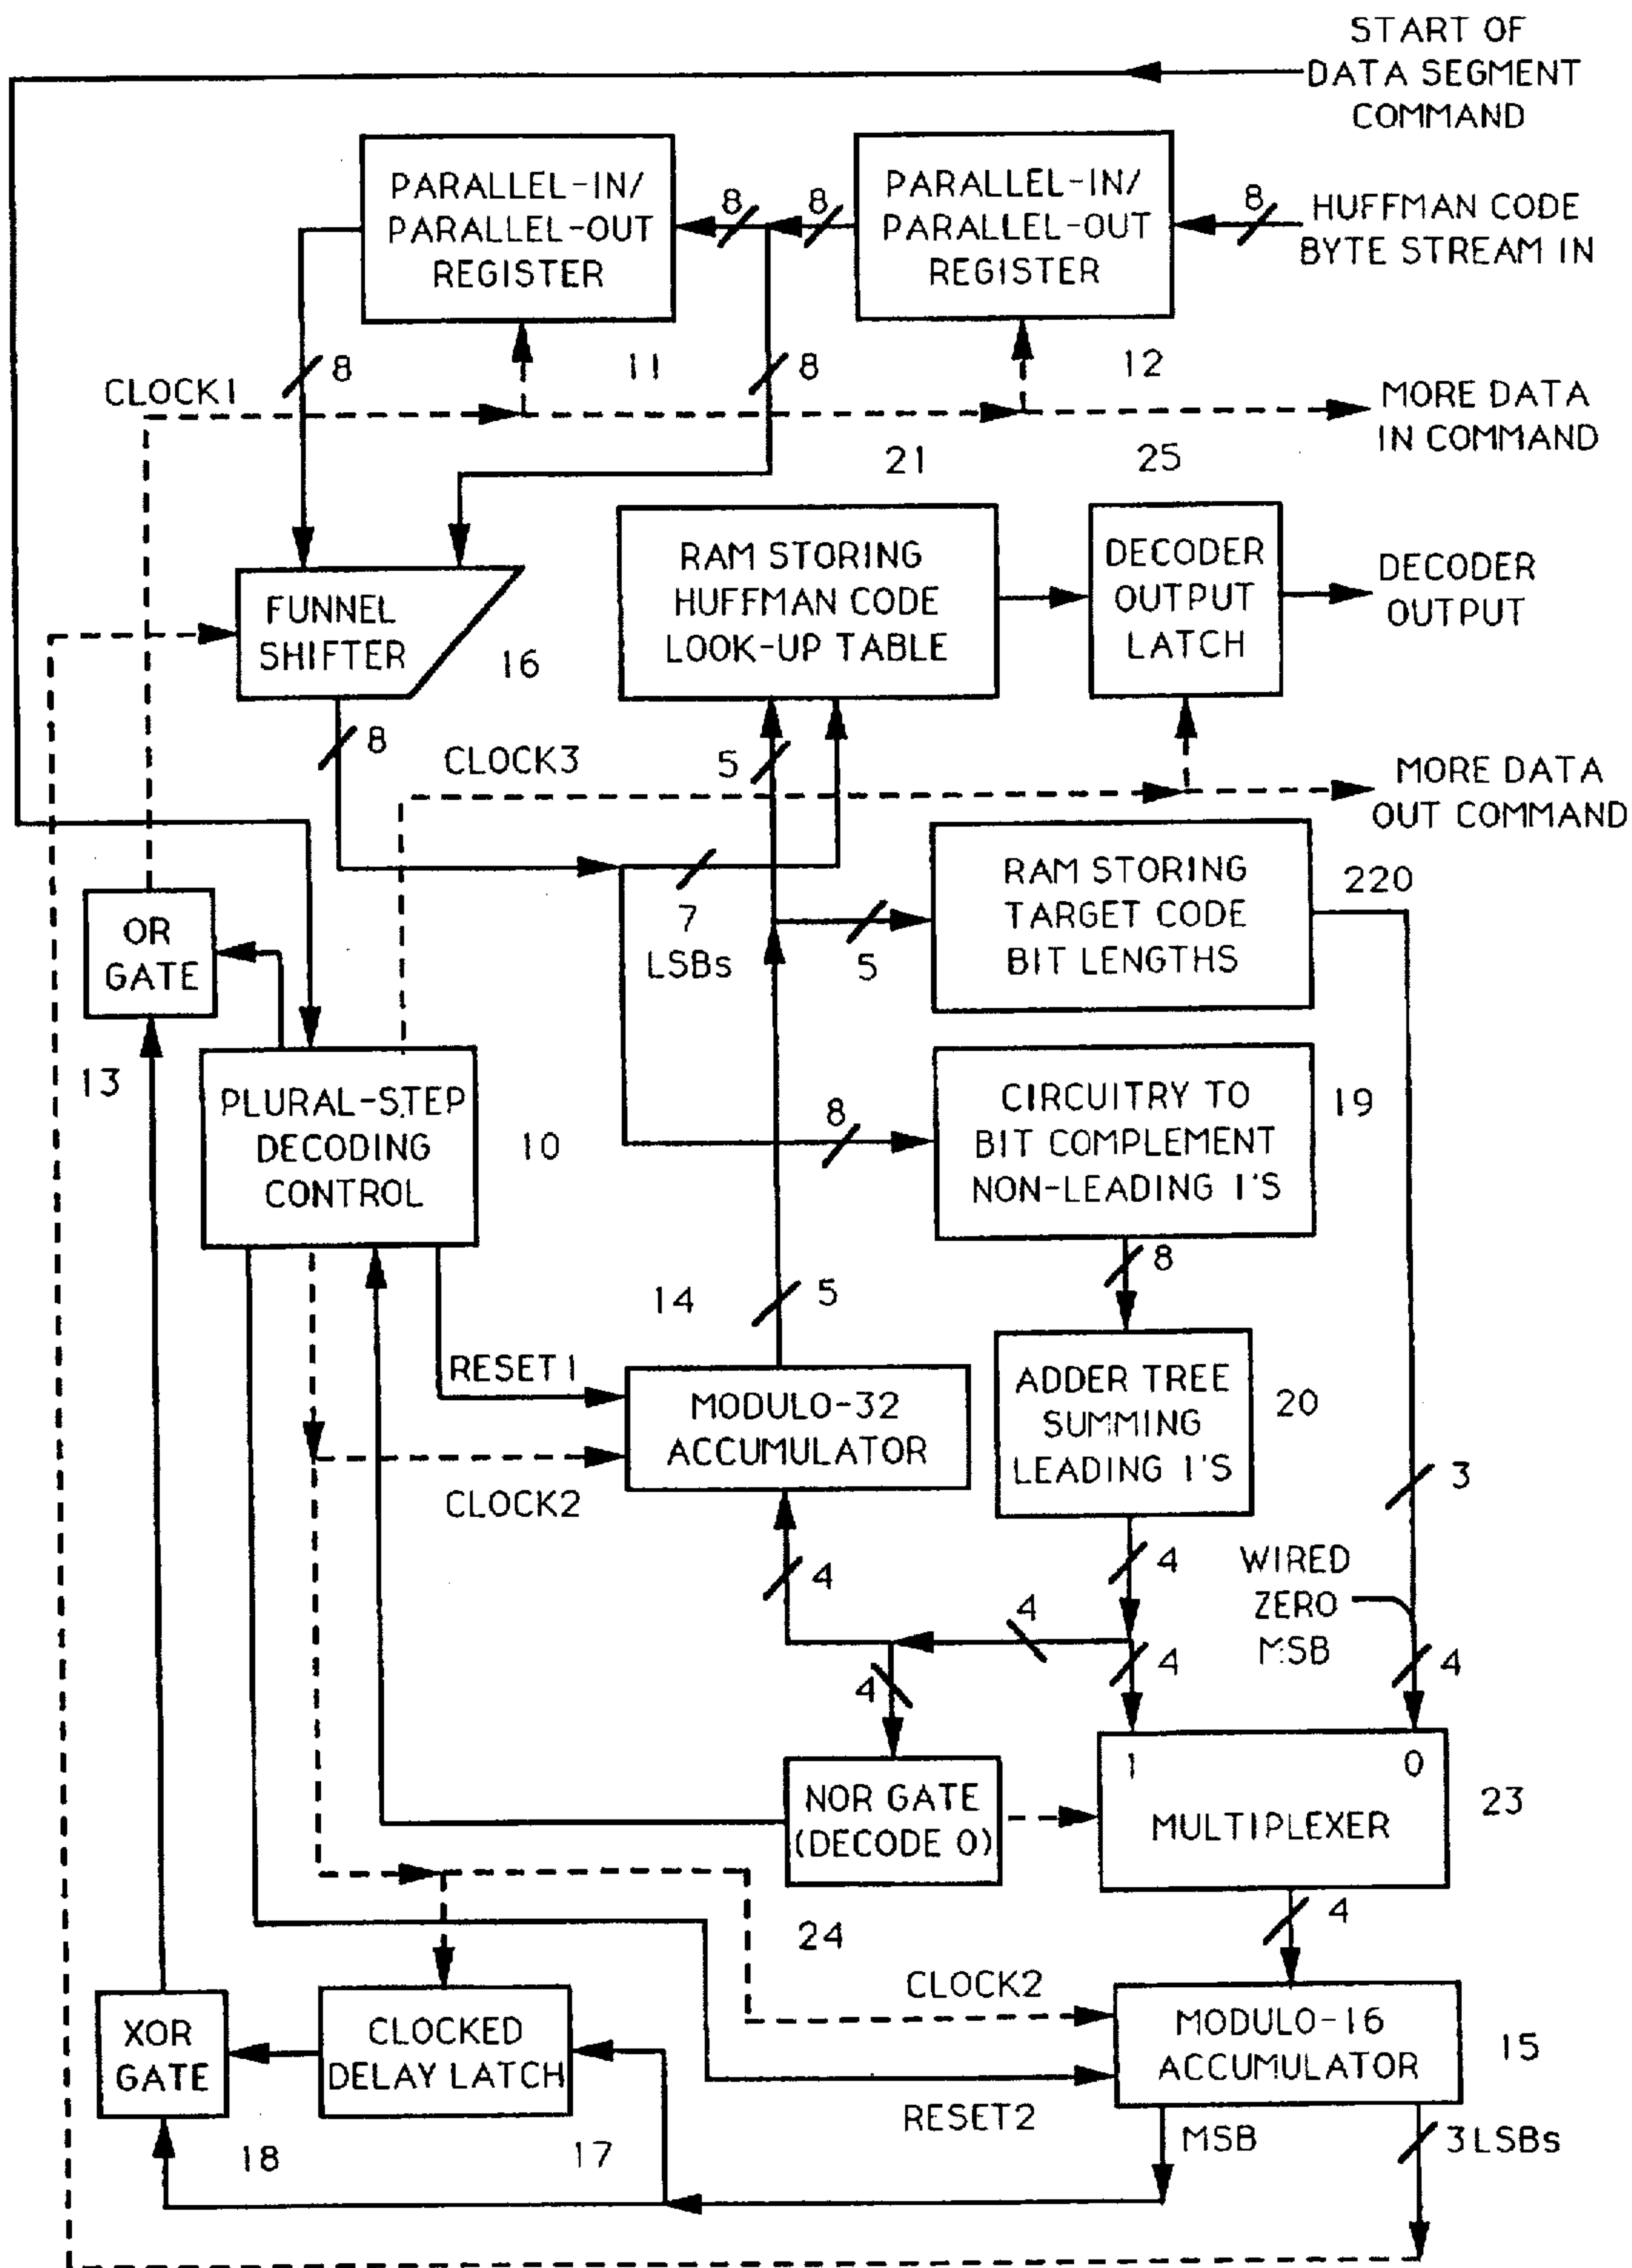 START OF
DATA SEGMENT
COMMAND
PARALLEL-IN/
PARALLEL-OUT
REGISTER
8
8
PARALLEL-IN/
PARALLEL-OUT
REGISTER
8
HUFFMAN CODE
BYTE STREAM IN
8
11
8
12
CLOCK1
MORE DATA
IN COMMAND
21
25
FUNNEL
SHIFTER
16
RAM STORING
HUFFMAN CODE
LOOK-UP TABLE
DECODER
OUTPUT
LATCH
DECODER
OUTPUT
8
CLOCK3
5
MORE DATA
OUT COMMAND
7
LSBs
5
RAM STORING
TARGET CODE
BIT LENGTHS
220
OR
GATE
13
PLURAL-STEP
DECODING
CONTROL
10
8
CIRCUITRY TO
BIT COMPLEMENT
NON-LEADING 1'S
19
8
14
5
RESET1
MODULO-32
ACCUMULATOR
ADDER TREE
SUMMING
LEADING 1'S
20
CLOCK2
3
4
4
WIRED
ZERO
MSB
4
4
4
4
NOR GATE
(DECODE 0)
1
0
MULTIPLEXER
23
24
4
CLOCK2
XOR
GATE
CLOCKED
DELAY LATCH
MODULO-16
ACCUMULATOR
15
RESET2
18
17
MSB
3LSBs